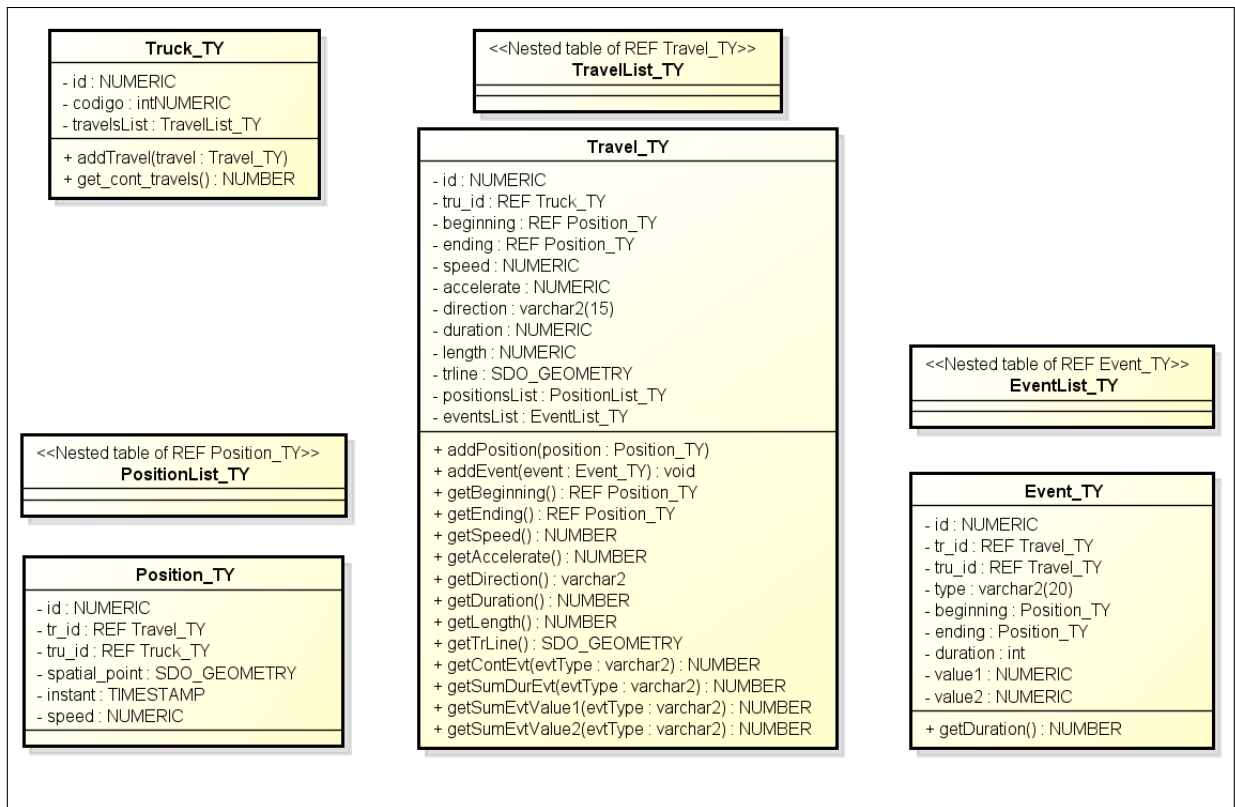 Truck_TY
- id : NUMERIC
- codigo : intNUMERIC
- travelsList : TravelList_TY
+ addTravel(travel : Travel_TY)
+ get_cont_travels() : NUMBER
<<Nested table of REF Travel_TY>>
TravelList_TY
Travel_TY
- id : NUMERIC
- tru_id : REF Truck_TY
- beginning : REF Position_TY
- ending : REF Position_TY
- speed : NUMERIC
- accelerate : NUMERIC
- direction : varchar2(15)
- duration : NUMERIC
- length : NUMERIC
- trline : SDO_GEOMETRY
- positionsList : PositionList_TY
- eventsList : EventList_TY
+ addPosition(position : Position_TY)
+ addEvent(event : Event_TY) : void
+ getBeginning() : REF Position_TY
+ getEnding() : REF Position_TY
+ getSpeed() : NUMBER
+ getAccelerate() : NUMBER
+ getDirection() : varchar2
+ getDuration() : NUMBER
+ getLength() : NUMBER
+ getTrLine() : SDO_GEOMETRY
+ getContEvt(evtType : varchar2) : NUMBER
+ getSumDurEvt(evtType : varchar2) : NUMBER
+ getSumEvtValue1(evtType : varchar2) : NUMBER
+ getSumEvtValue2(evtType : varchar2) : NUMBER
<<Nested table of REF Position_TY>>
PositionList_TY
Position_TY
- id : NUMERIC
- tr_id : REF Travel_TY
- tru_id : REF Truck_TY
- spatial_point : SDO_GEOMETRY
- instant : TIMESTAMP
- speed : NUMERIC
<<Nested table of REF Event_TY>>
EventList_TY
Event_TY
- id : NUMERIC
- tr_id : REF Travel_TY
- tru_id : REF Travel_TY
- type : varchar2(20)
- beginning : Position_TY
- ending : Position_TY
- duration : int
- value1 : NUMERIC
- value2 : NUMERIC
+ getDuration() : NUMBER